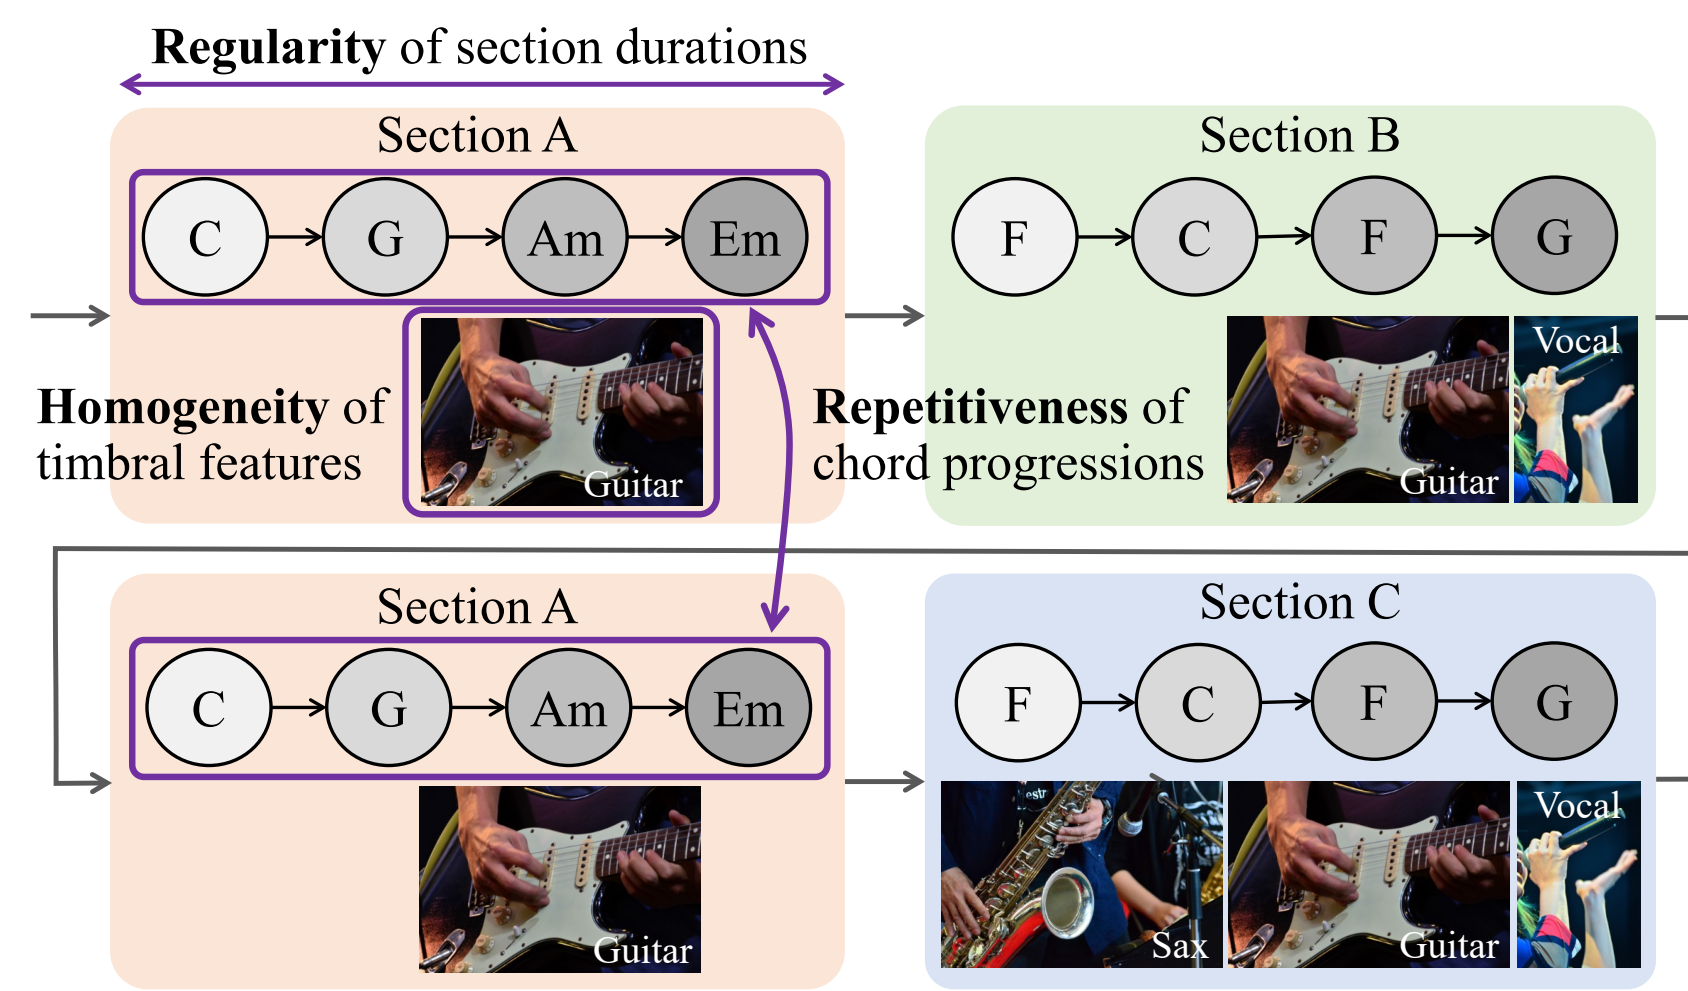 Regularity of section durations
Section A
C G Am Em
Guitar
Homogeneity of
timbral features
Repetitiveness of
chord progressions
Section B
F C F G
Guitar
Vocal
Section A
C G Am Em
Guitar
Section C
F C F G
estr
Sax
Guitar
Vocal